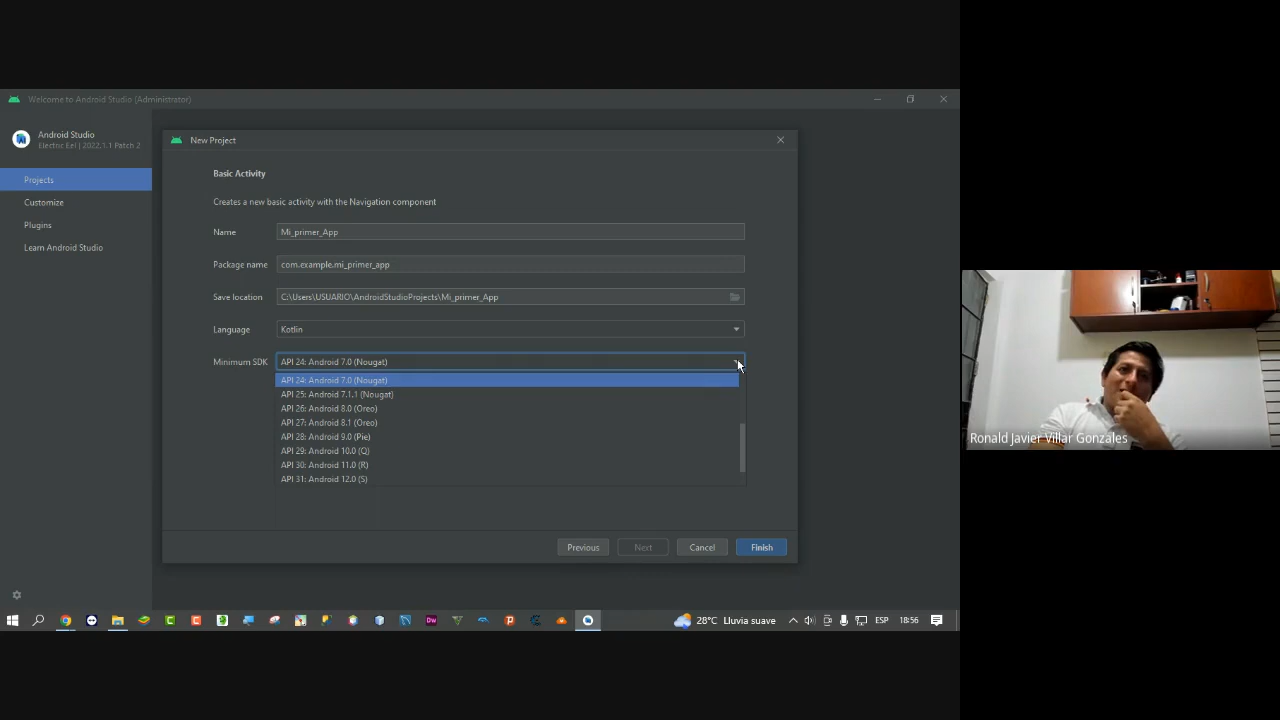 Welcome to Android Studio (Administrator)
Android Studio
Electric Eel | 2022.1.1 Patch 2
Projects
Customize
Plugins
Learn Android Studio
New Project
Basic Activity
Creates a new basic activity with the Navigation component
Name
Mi_primer_App
Package name
com.example.mi_primer_app
Save location
C:\Users\USUARIO\AndroidStudioProjects\Mi_primer_App
Language
Kotlin
Minimum SDK
API 24: Android 7.0 (Nougat)
API 24: Android 7.0 (Nougat)
API 25: Android 7.1.1 (Nougat)
API 26: Android 8.0 (Oreo)
API 27: Android 8.1 (Oreo)
API 28: Android 9.0 (Pie)
API 29: Android 10.0 (Q)
API 30: Android 11.0 (R)
API 31: Android 12.0 (S)
Previous
Next
Cancel
Finish
Dw
28°C Lluvia suave
ESP
18:56
Ronald Javier Villar Gonzales